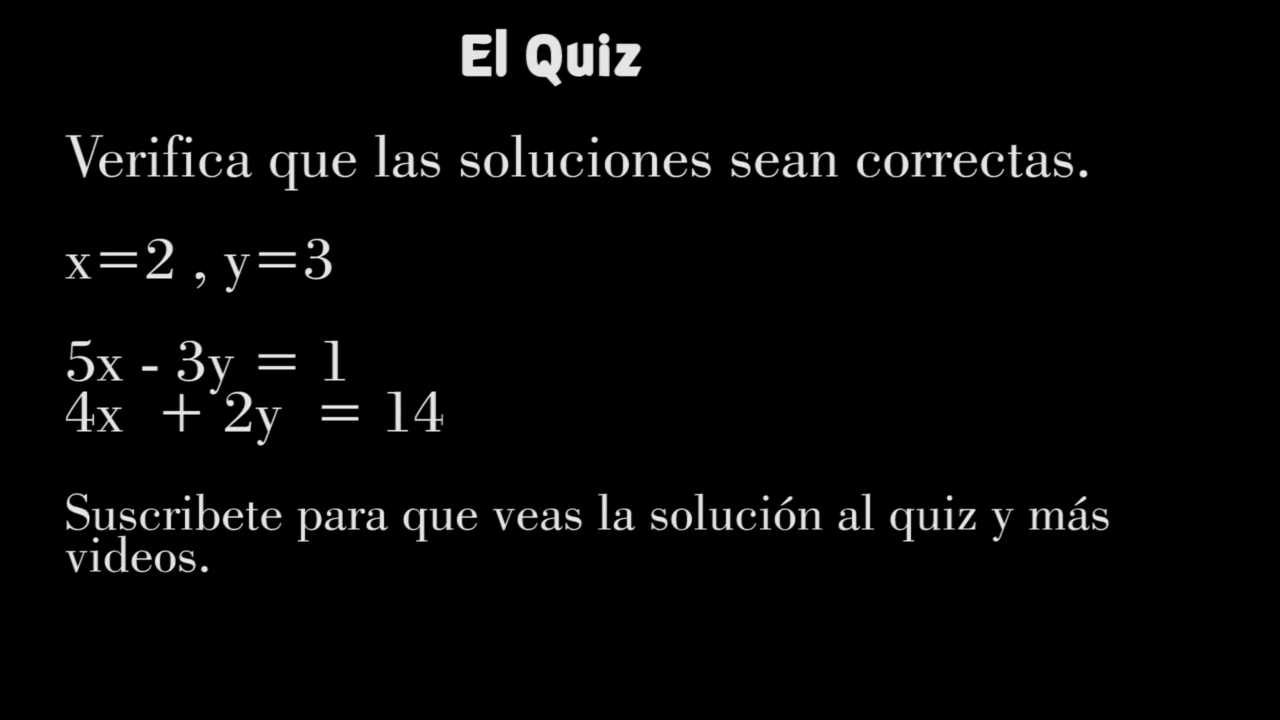 El Quiz
Verifica que las soluciones sean correctas.
x=2 , y=3
5x - 3y = 1
4x + 2y = 14
Suscribete para que veas la solución al quiz y más
videos.